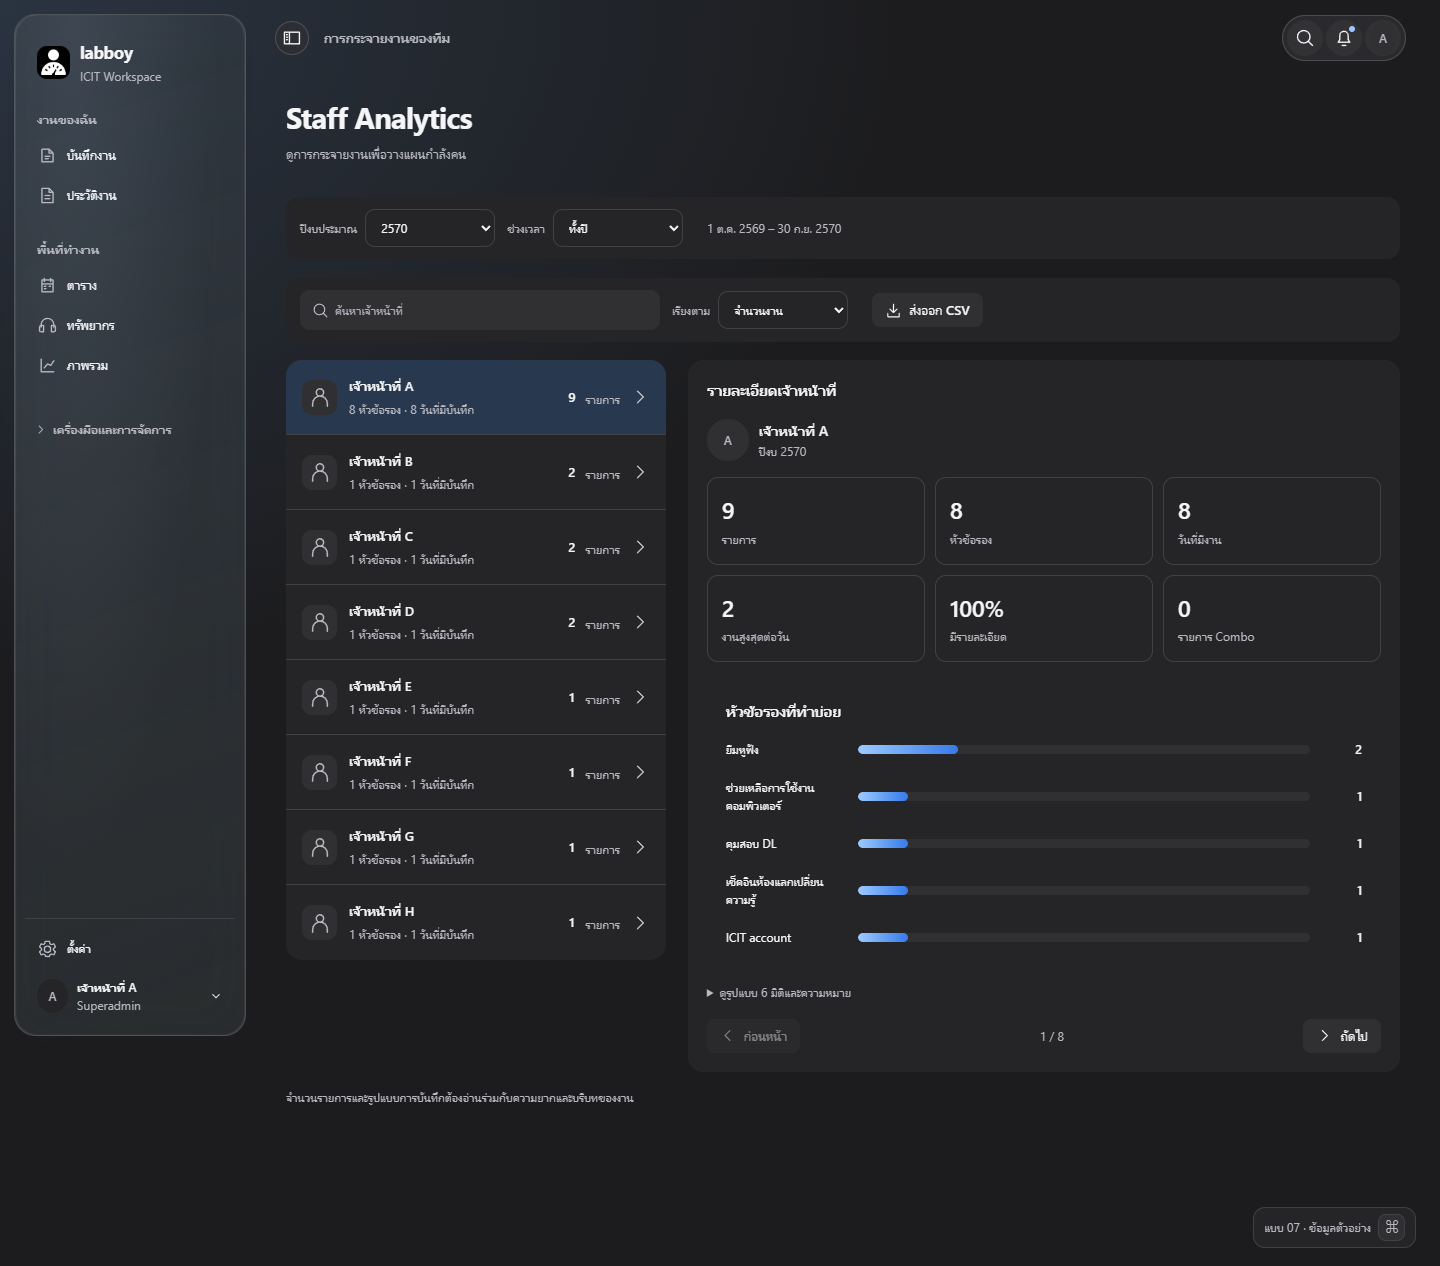 labboy
ICIT Workspace
งานของฉัน
บันทึกงาน
ประวัติงาน
พื้นที่ทำงาน
ตาราง
ทรัพยากร
ภาพรวม
เครื่องมือและการจัดการ
ตั้งค่า
A
เจ้าหน้าที่ A
Superadmin
การกระจายงานของทีม
A
Staff Analytics
ดูการกระจายงานเพื่อวางแผนกำลังคน
ปีงบประมาณ 2570 ช่วงเวลา ทั้งปี 1 ต.ค. 2569 – 30 ก.ย. 2570
ค้นหาเจ้าหน้าที่ เรียงตาม จำนวนงาน ส่งออก CSV
เจ้าหน้าที่ A
8 หัวข้อรอง · 8 วันที่มีบันทึก
9 รายการ
เจ้าหน้าที่ B
1 หัวข้อรอง · 1 วันที่มีบันทึก
2 รายการ
เจ้าหน้าที่ C
1 หัวข้อรอง · 1 วันที่มีบันทึก
2 รายการ
เจ้าหน้าที่ D
1 หัวข้อรอง · 1 วันที่มีบันทึก
2 รายการ
เจ้าหน้าที่ E
1 หัวข้อรอง · 1 วันที่มีบันทึก
1 รายการ
เจ้าหน้าที่ F
1 หัวข้อรอง · 1 วันที่มีบันทึก
1 รายการ
เจ้าหน้าที่ G
1 หัวข้อรอง · 1 วันที่มีบันทึก
1 รายการ
เจ้าหน้าที่ H
1 หัวข้อรอง · 1 วันที่มีบันทึก
1 รายการ
รายละเอียดเจ้าหน้าที่
A
เจ้าหน้าที่ A
ปีงบ 2570
9
รายการ
8
หัวข้อรอง
8
วันที่มีงาน
2
งานสูงสุดต่อวัน
100%
มีรายละเอียด
0
รายการ Combo
หัวข้อรองที่ทำบ่อย
ยืมหูฟัง 2
ช่วยเหลือการใช้งาน
คอมพิวเตอร์
1
คุมสอบ DL 1
เช็คอินห้องแลกเปลี่ยน
ความรู้
1
ICIT account 1
ดูรูปแบบ 6 มิติและความหมาย
ก่อนหน้า 1 / 8 ถัดไป
จำนวนรายการและรูปแบบการบันทึกต้องอ่านร่วมกับความยากและบริบทของงาน
แบบ 07 · ข้อมูลตัวอย่าง ⌘